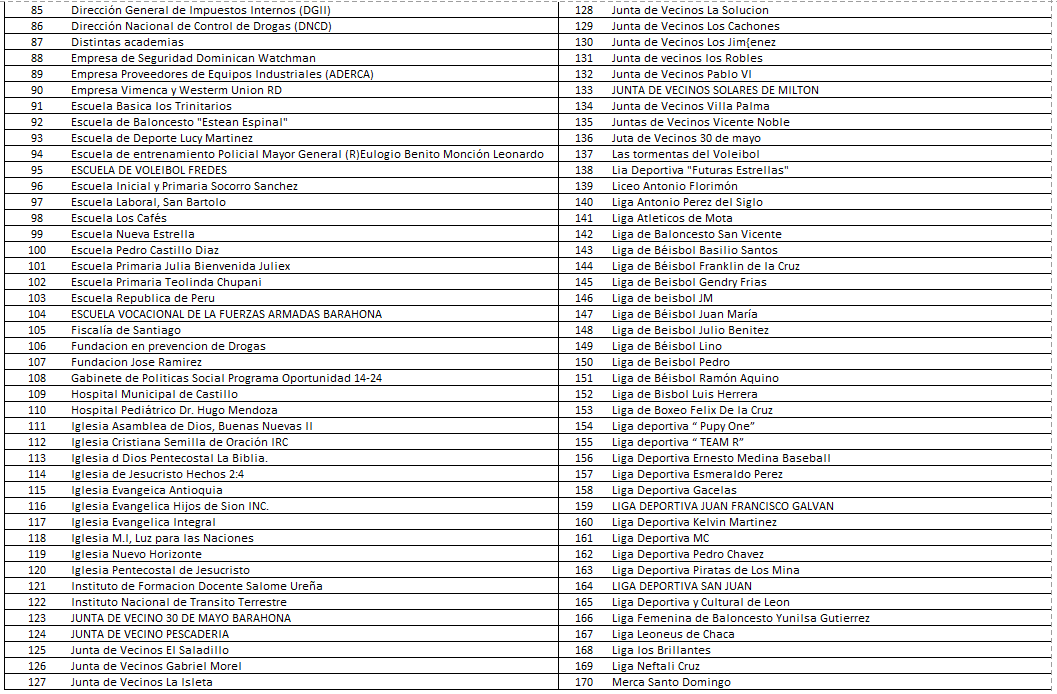 85 Dirección General de Impuestos Internos (DGII)
86 Dirección Nacional de Control de Drogas (DNCD)
87 Distintas academias
88 Empresa de Seguridad Dominican Watchman
89 Empresa Proveedores de Equipos Industriales (ADERCA)
90 Empresa Vimenca y Westerm Union RD
91 Escuela Basica los Trinitarios
92 Escuela de Baloncesto "Estean Espinal"
93 Escuela de Deporte Lucy Martinez
94 Escuela de entrenamiento Policial Mayor General (R)Eulogio Benito Monción Leonardo
95 ESCUELA DE VOLEIBOL FREDES
96 Escuela Inicial y Primaria Socorro Sanchez
97 Escuela Laboral, San Bartolo
98 Escuela Los Cafés
99 Escuela Nueva Estrella
100 Escuela Pedro Castillo Diaz
101 Escuela Primaria Julia Bienvenida Juliex
102 Escuela Primaria Teolinda Chupani
103 Escuela Republica de Peru
104 ESCUELA VOCACIONAL DE LA FUERZAS ARMADAS BARAHONA
105 Fiscalía de Santiago
106 Fundacion en prevencion de Drogas
107 Fundacion Jose Ramirez
108 Gabinete de Politicas Social Programa Oportunidad 14-24
109 Hospital Municipal de Castillo
110 Hospital Pediátrico Dr. Hugo Mendoza
111 Iglesia Asamblea de Dios, Buenas Nuevas II
112 Iglesia Cristiana Semilla de Oración IRC
113 Iglesia d Dios Pentecostal La Biblia.
114 Iglesia de Jesucristo Hechos 2:4
115 Iglesia Evangeica Antioquia
116 Iglesia Evangelica Hijos de Sion INC.
117 Iglesia Evangelica Integral
118 Iglesia M.I, Luz para las Naciones
119 Iglesia Nuevo Horizonte
120 Iglesia Pentecostal de Jesucristo
121 Instituto de Formacion Docente Salome Ureña
122 Instituto Nacional de Transito Terrestre
123 JUNTA DE VECINO 30 DE MAYO BARAHONA
124 JUNTA DE VECINO PESCADERIA
125 Junta de Vecinos El Saladillo
126 Junta de Vecinos Gabriel Morel
127 Junta de Vecinos La Isleta
128 Junta de Vecinos La Solucion
129 Junta de Vecinos Los Cachones
130 Junta de Vecinos Los Jim{enez
131 Junta de vecinos los Robles
132 Junta de Vecinos Pablo VI
133 JUNTA DE VECINOS SOLARES DE MILTON
134 Junta de Vecinos Villa Palma
135 Juntas de Vecinos Vicente Noble
136 Juta de Vecinos 30 de mayo
137 Las tormentas del Voleibol
138 Lia Deportiva "Futuras Estrellas"
139 Liceo Antonio Florimón
140 Liga Antonio Perez del Siglo
141 Liga Atleticos de Mota
142 Liga de Baloncesto San Vicente
143 Liga de Béisbol Basilio Santos
144 Liga de Béisbol Franklin de la Cruz
145 Liga de Béisbol Gendry Frias
146 Liga de beisbol JM
147 Liga de Béisbol Juan María
148 Liga de Beisbol Julio Benitez
149 Liga de Béisbol Lino
150 Liga de Beisbol Pedro
151 Liga de Béisbol Ramón Aquino
152 Liga de Bisbol Luis Herrera
153 Liga de Boxeo Felix De la Cruz
154 Liga deportiva “ Pupy One”
155 Liga deportiva “ TEAM R”
156 Liga Deportiva Ernesto Medina Baseball
157 Liga Deportiva Esmeraldo Perez
158 Liga Deportiva Gacelas
159 LIGA DEPORTIVA JUAN FRANCISCO GALVAN
160 Liga Deportiva Kelvin Martinez
161 Liga Deportiva MC
162 Liga Deportiva Pedro Chavez
163 Liga Deportiva Piratas de Los Mina
164 LIGA DEPORTIVA SAN JUAN
165 Liga Deportiva y Cultural de Leon
166 Liga Femenina de Baloncesto Yunilsa Gutierrez
167 Liga Leoneus de Chaca
168 Liga los Brillantes
169 Liga Neftali Cruz
170 Merca Santo Domingo